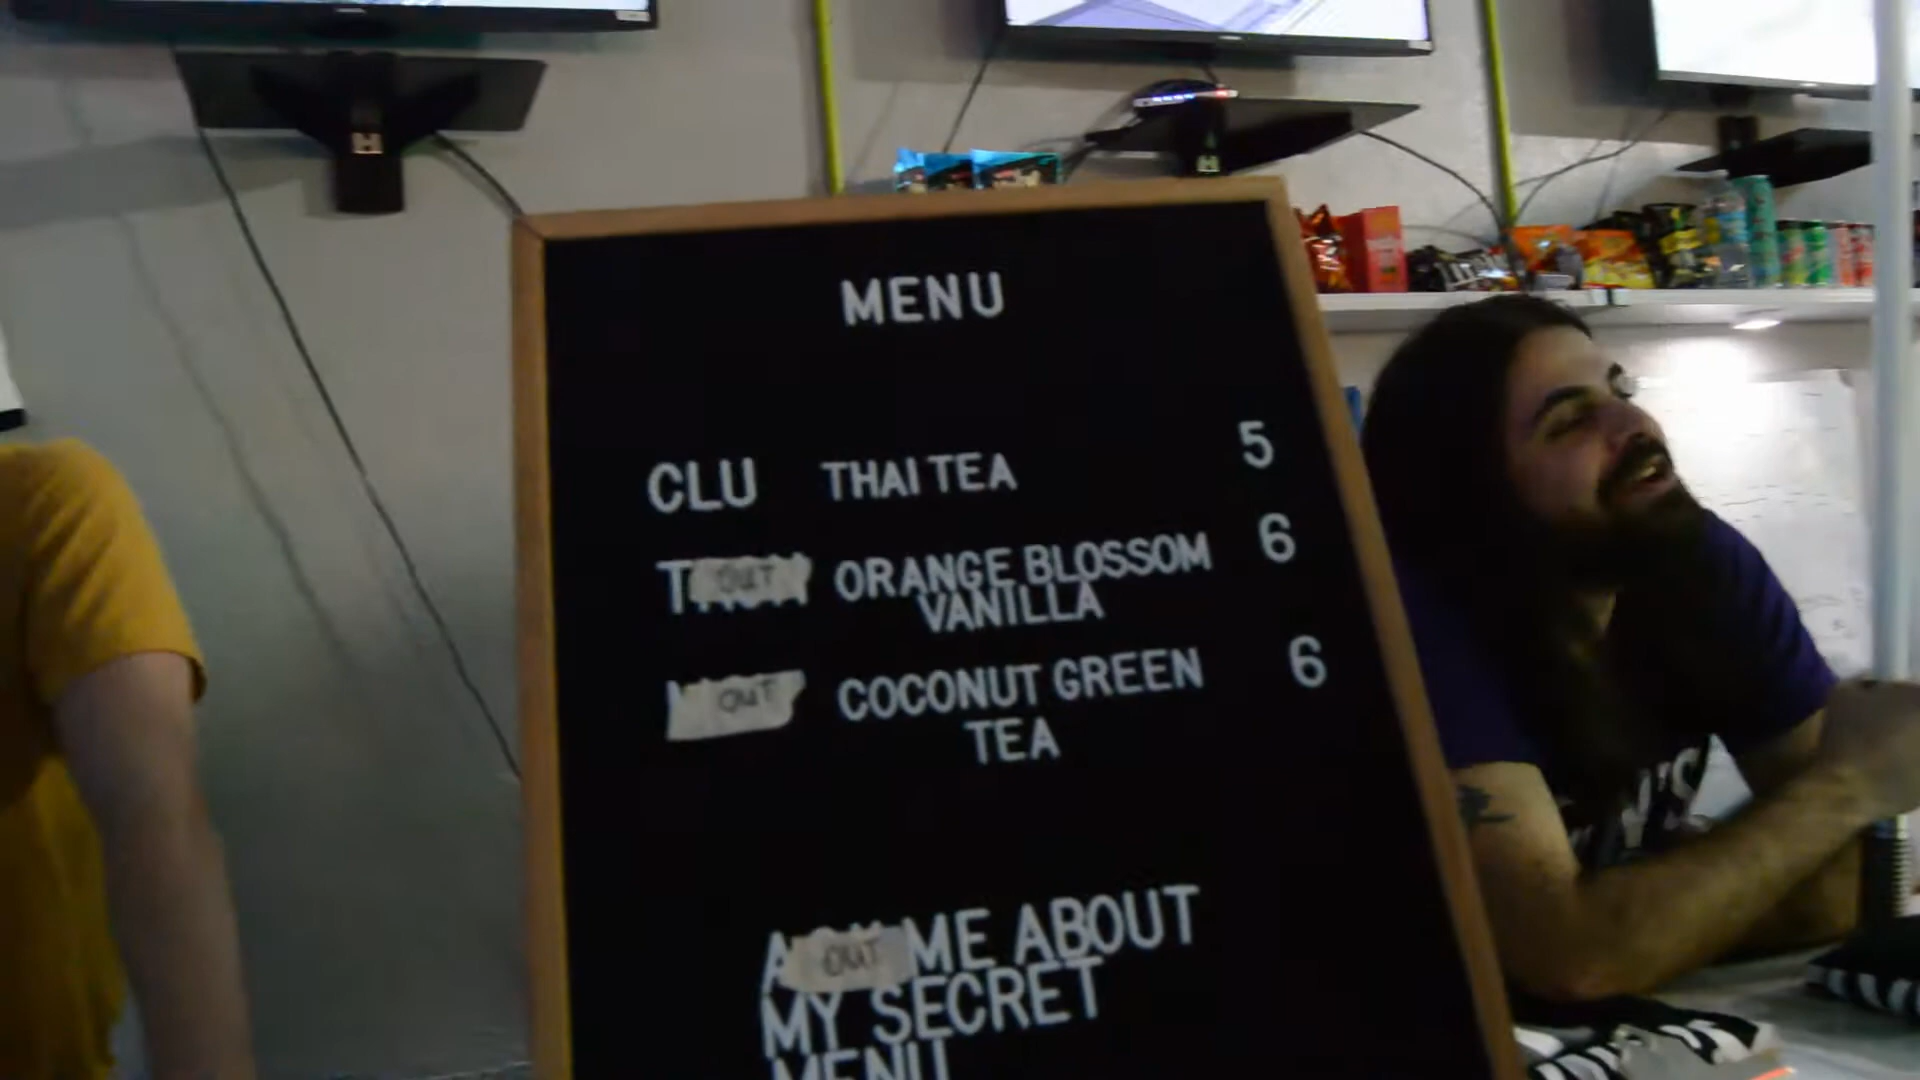 MENU
CLU THAI TEA 5
OUT ORANGE BLOSSOM 6
VANILLA
OUT COCONUT GREEN 6
TEA
OUT ME ABOUT
MY SECRET
MENU